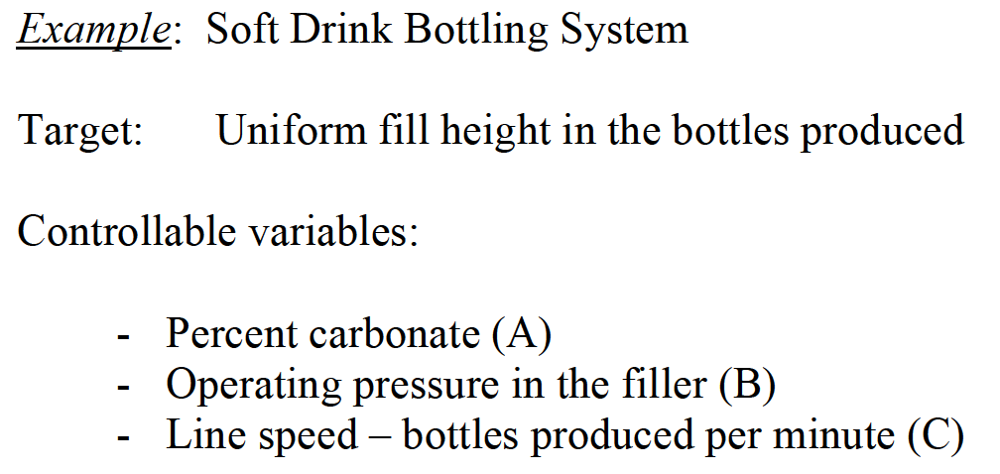 Example: Soft Drink Bottling System
Target: Uniform fill height in the bottles produced
Controllable variables:
- Percent carbonate (A)
- Operating pressure in the filler (B)
- Line speed – bottles produced per minute (C)